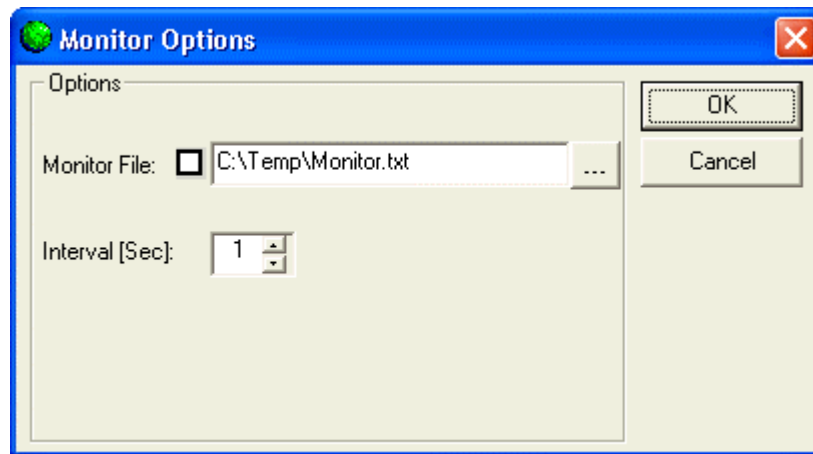 Monitor Options
Options
OK
Monitor File: C:\Temp\Monitor.txt ...
Cancel
Interval [Sec]: 1